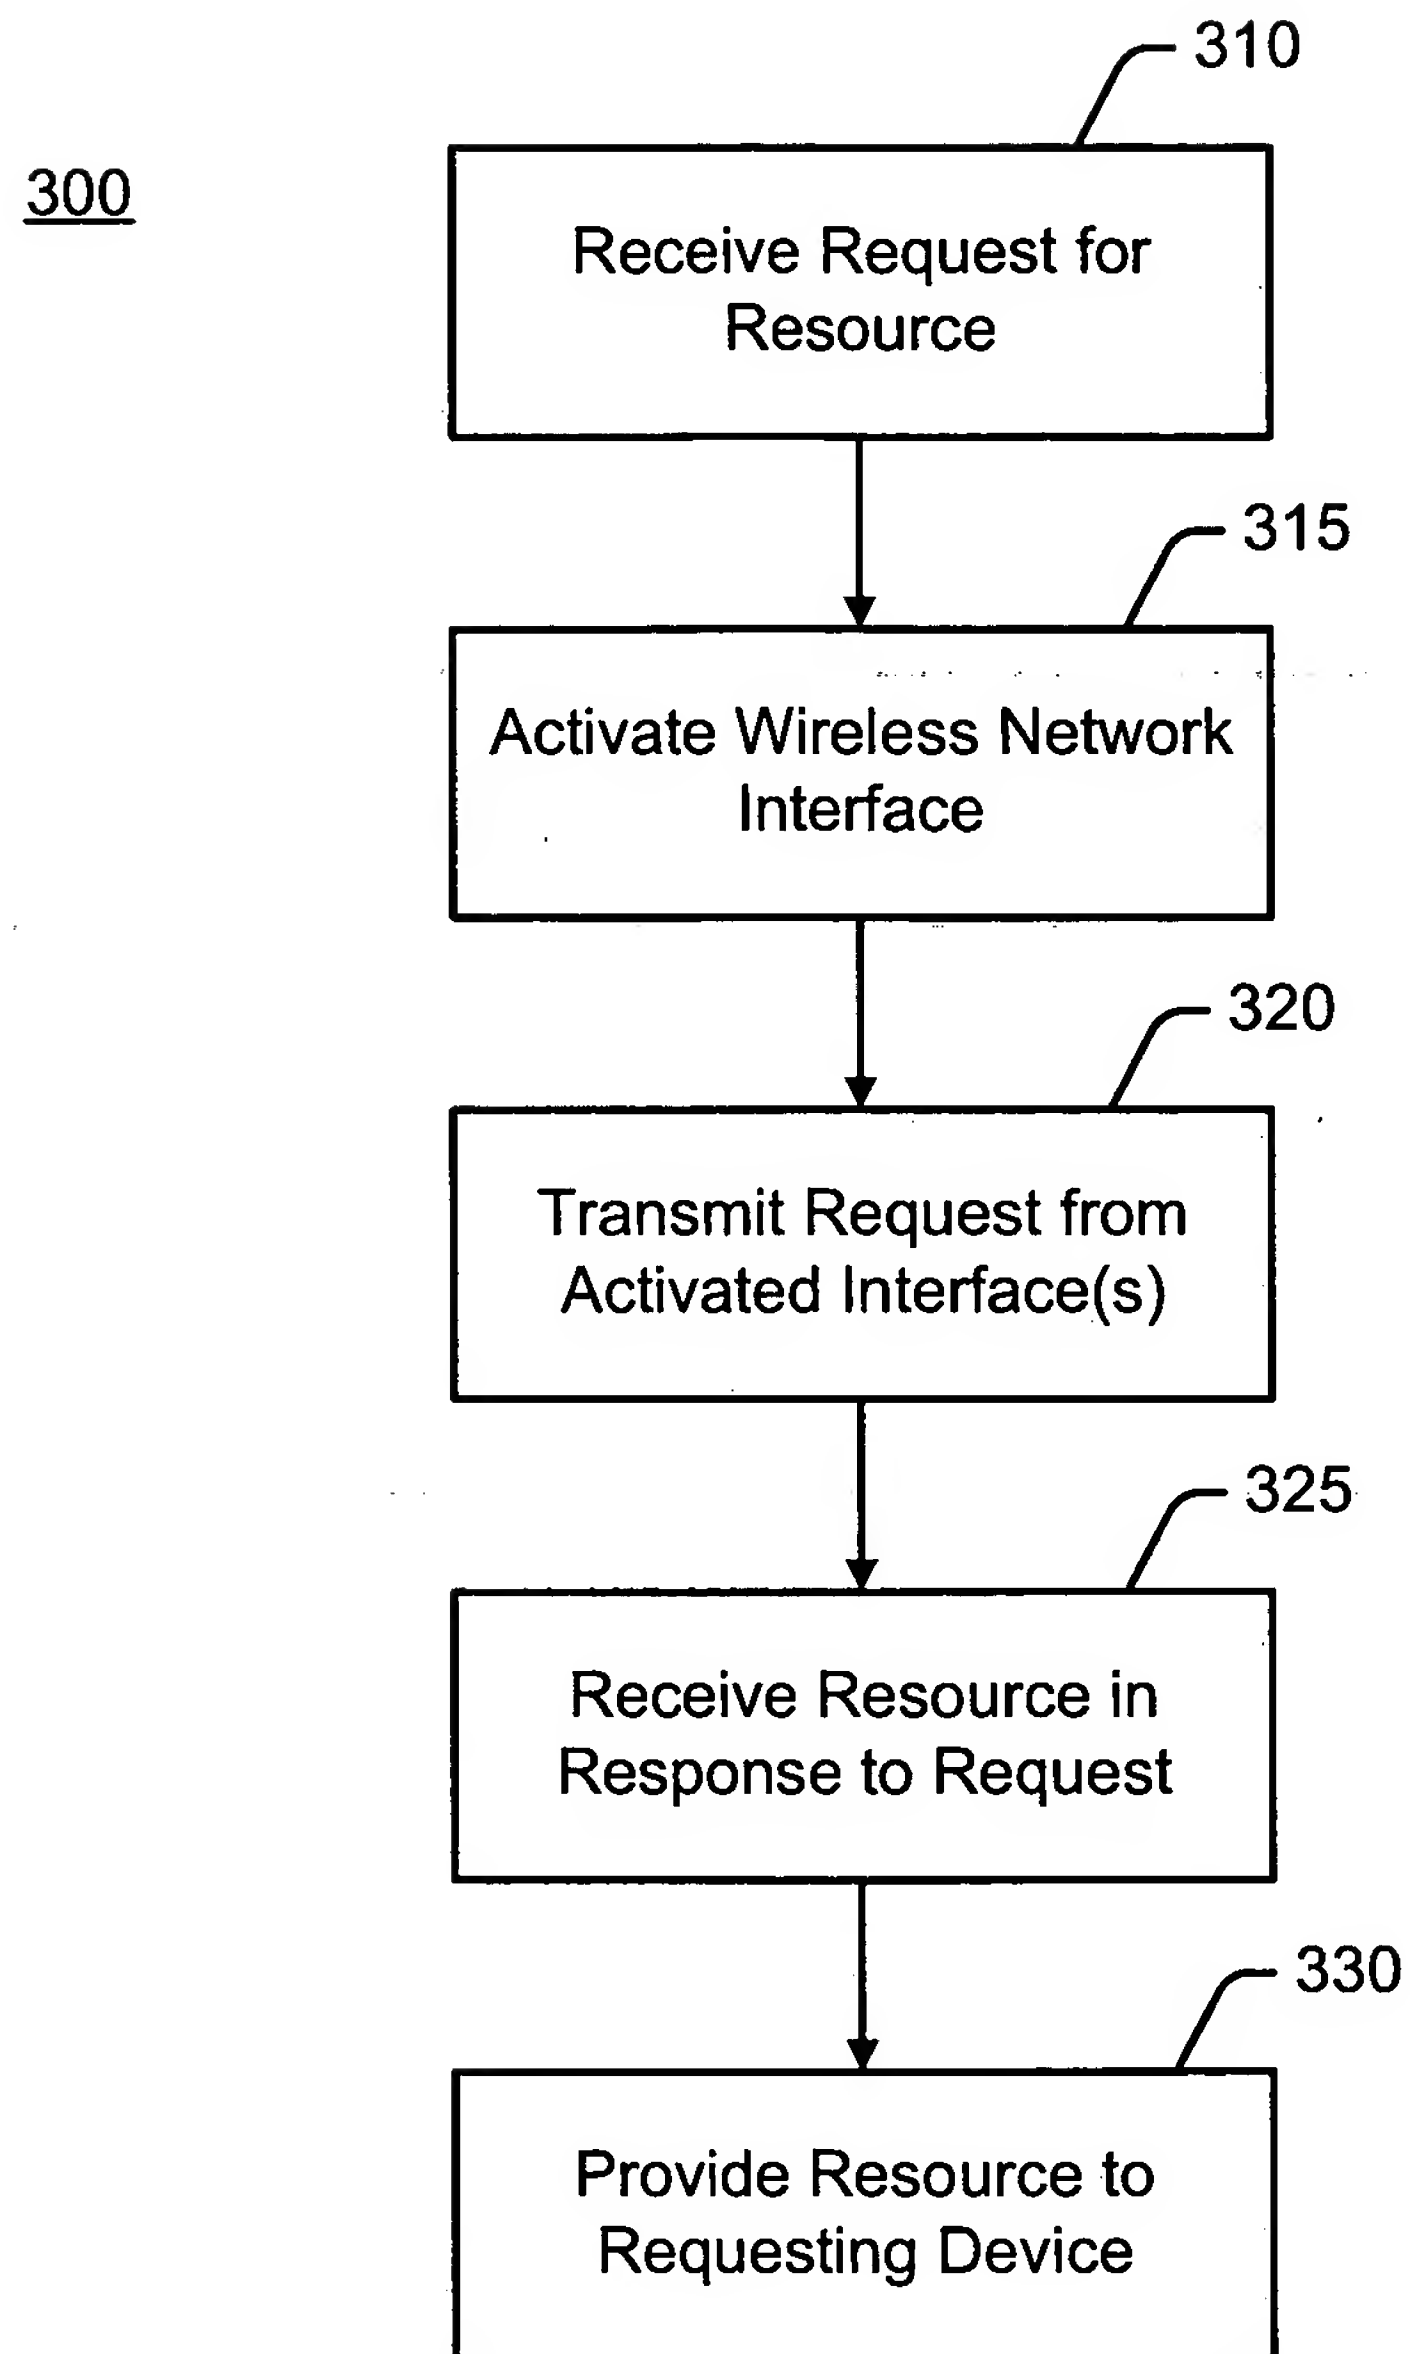 310
300
Receive Request for
Resource
315
Activate Wireless Network
Interface
320
Transmit Request from
Activated Interface(s)
325
Receive Resource in
Response to Request
330
Provide Resource to
Requesting Device